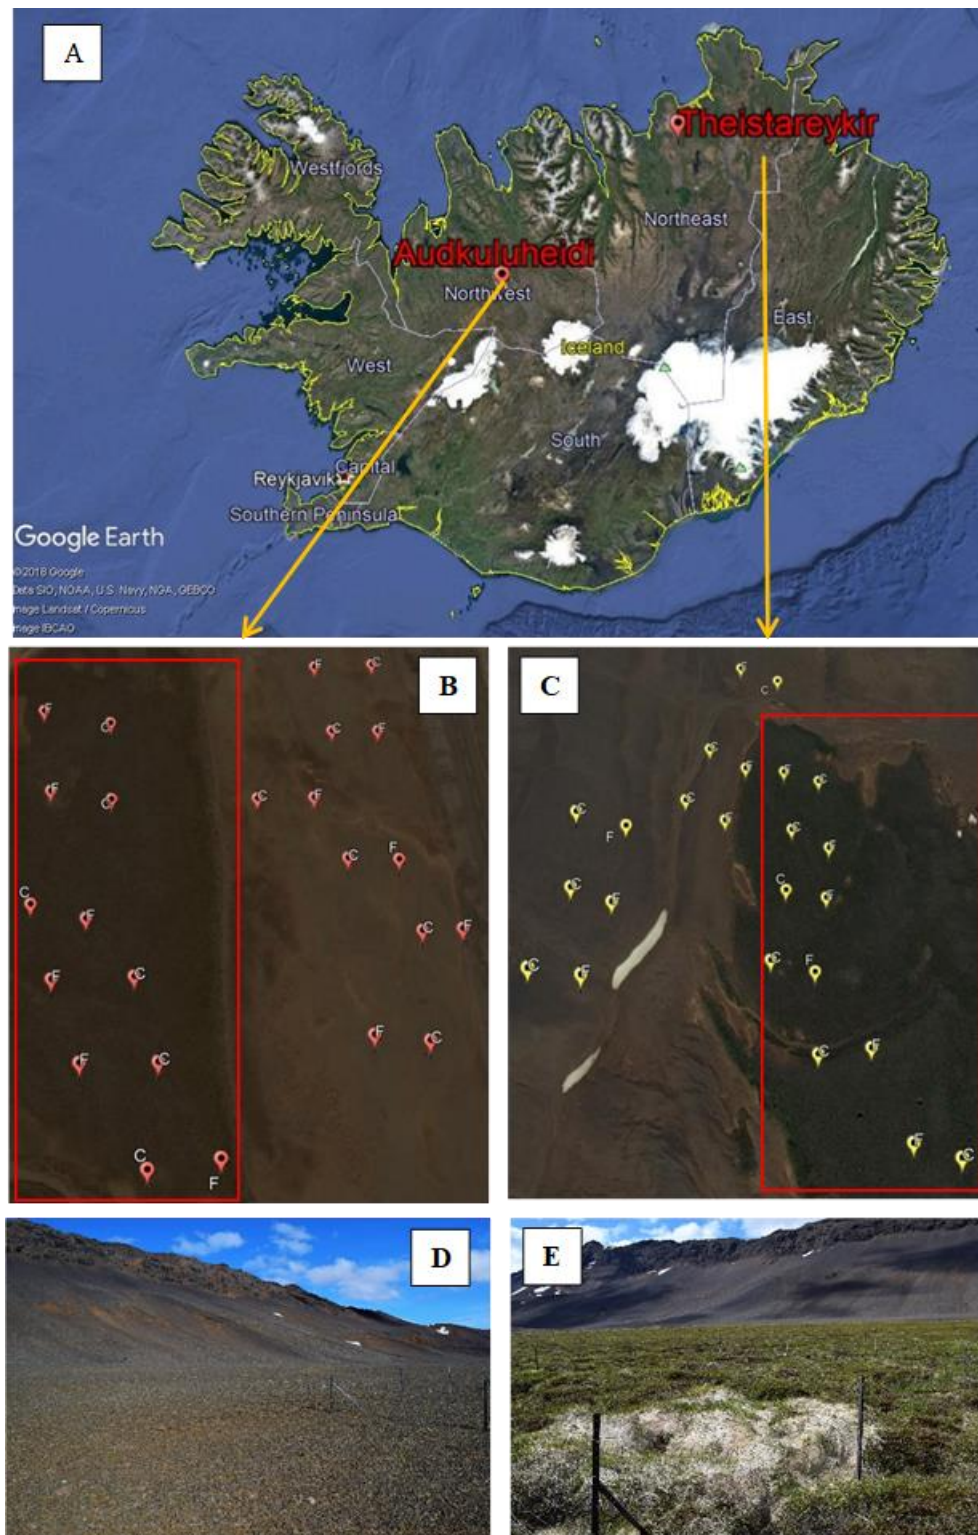 A
Theistareykir
Westfjords
Northeast
Audkuluheidi
Northwest
East
Iceland
West
South
Capital
Reykjavik
Southern Peninsula
Google Earth
©2018 Google
Data SIO, NOAA, U.S. Navy, NGA, GEBCO
Image Landsat / Copernicus
Image IBCAO
B
F C
C F
F C
F C
C F
C F
C F
C F
F C
F C
F C
C F
C
F
C
C F
F C
C F
C F
C F
C F
C F
C F
C F
C F
C F
F C
D
E